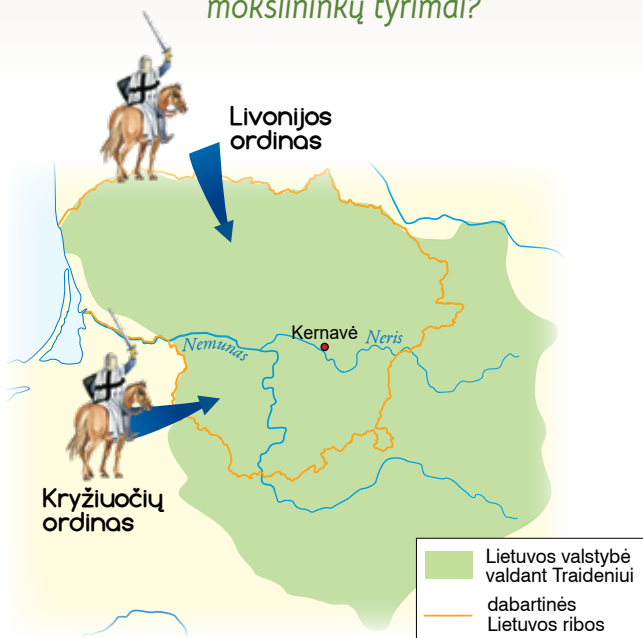 mokslininkų tyrimai?
Livonijos
ordinas
Kernavė
Neris
Nemunas
Kryžiuočių
ordinas
Lietuvos valstybė
valdant Traideniui
dabartinės
Lietuvos ribos